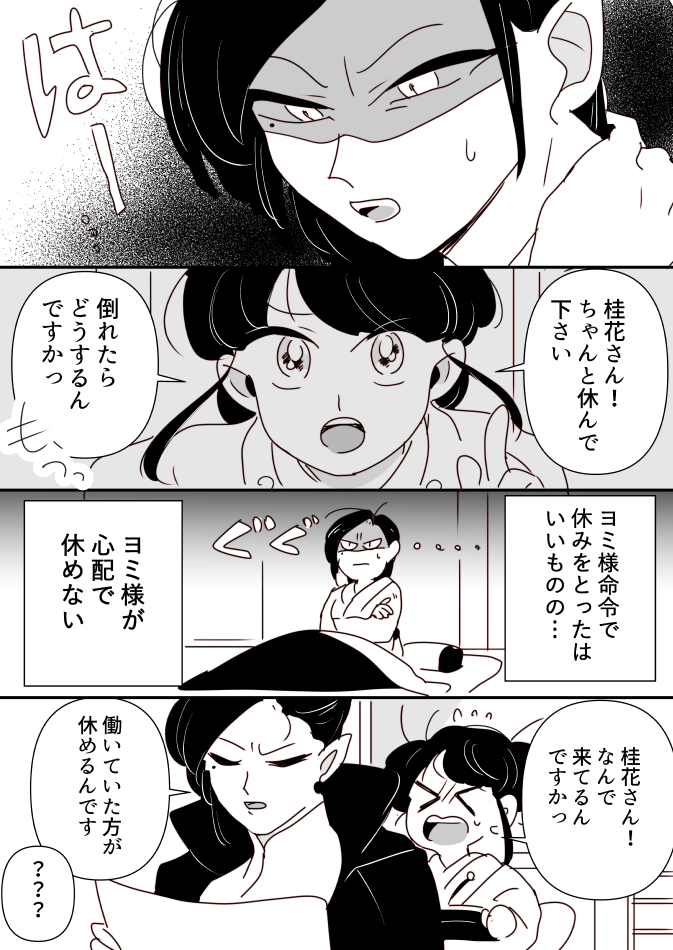 はー
桂花さん！
ちゃんと休んで
下さい
倒れたら
どうするん
ですかっ
もっ
ヨミ様命令で
休みをとったは
いいものの…
ぐぐ
ヨミ様が
心配で
休めない
桂花さん！
なんで
来てるん
ですかっ
働いていた方が
休めるんです
？？？